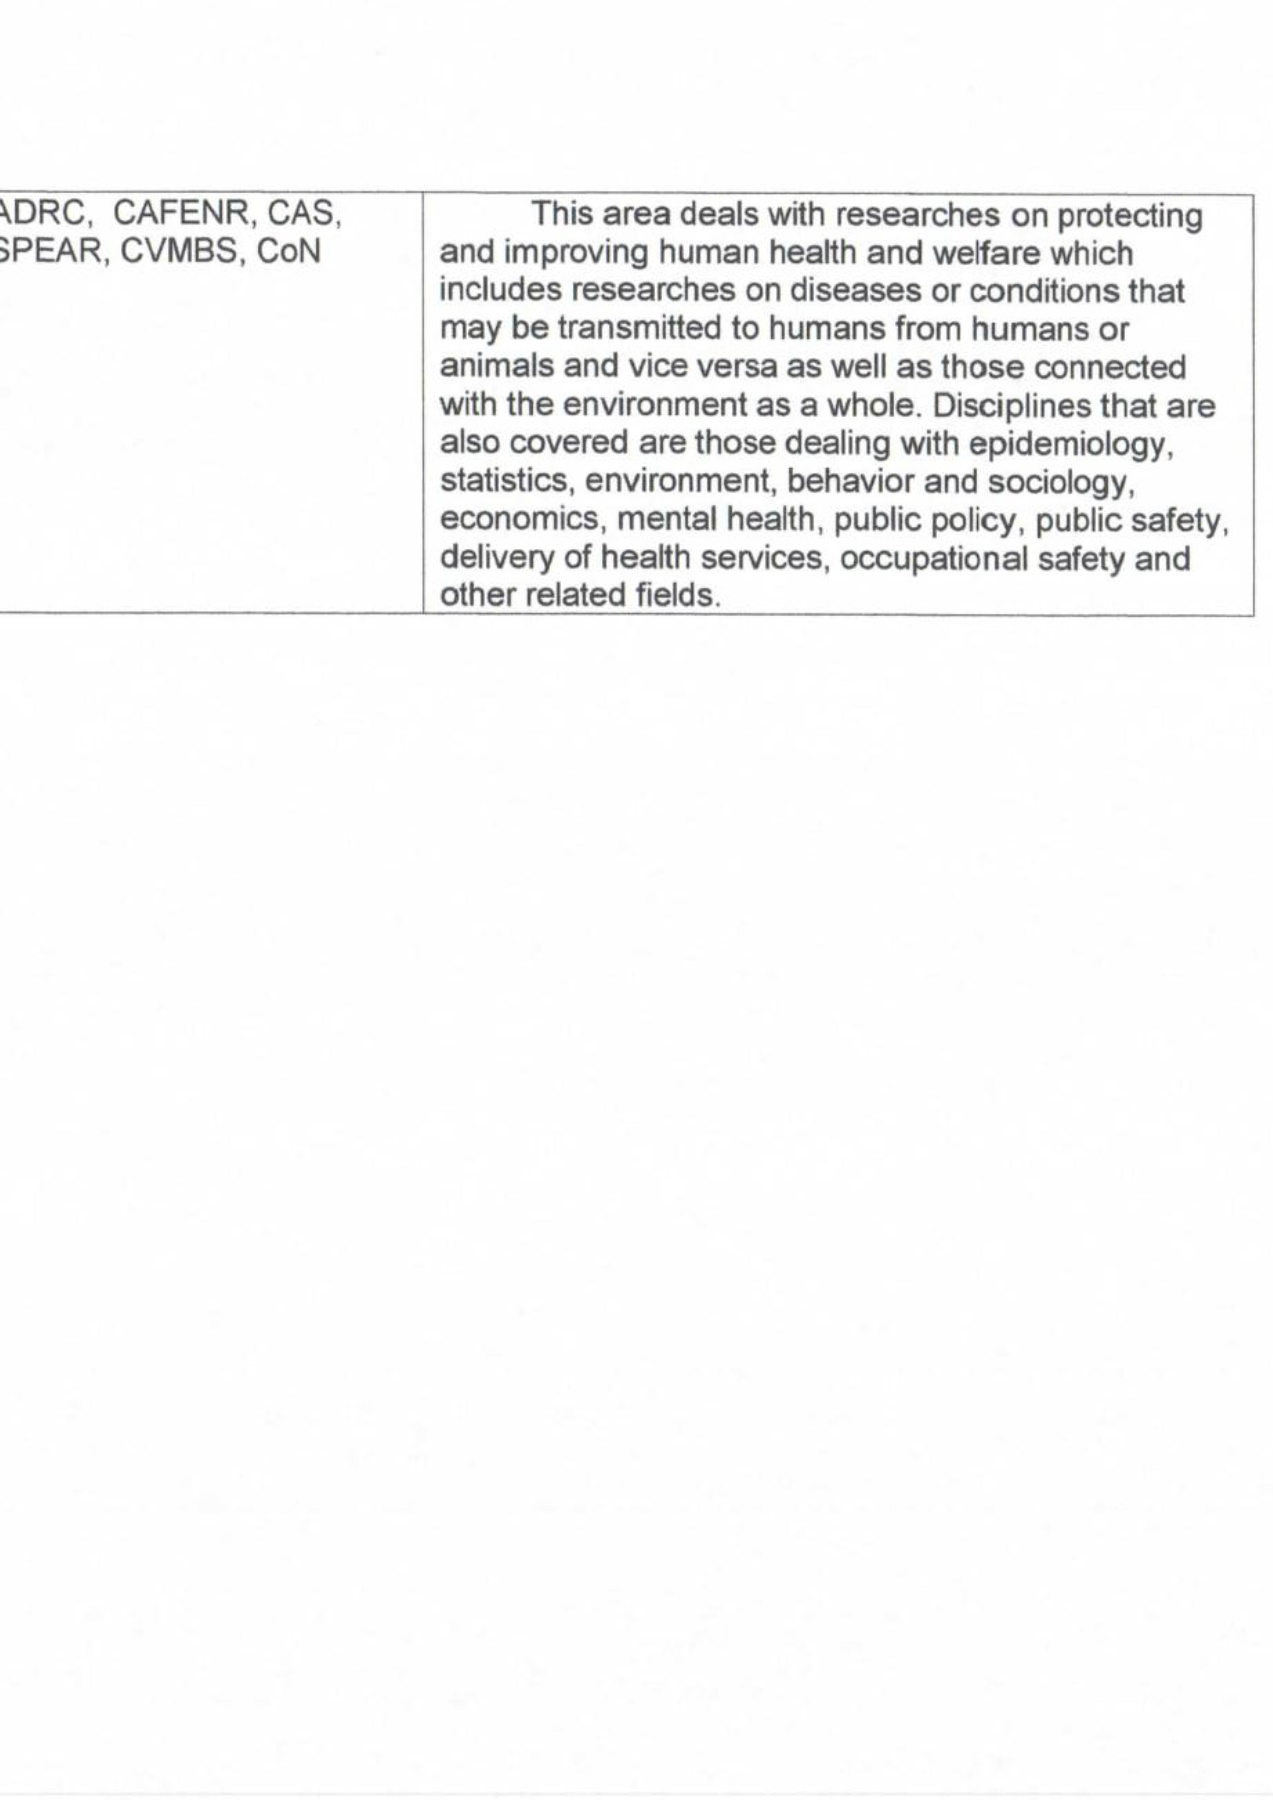 ADRC, CAFENR, CAS,
SPEAR, CVMBS, CoN
This area deals with researches on protecting
and improving human health and welfare which
includes researches on diseases or conditions that
may be transmitted to humans from humans or
animals and vice versa as well as those connected
with the environment as a whole. Disciplines that are
also covered are those dealing with epidemiology,
statistics, environment, behavior and sociology,
economics, mental health, public policy, public safety,
delivery of health services, occupational safety and
other related fields.